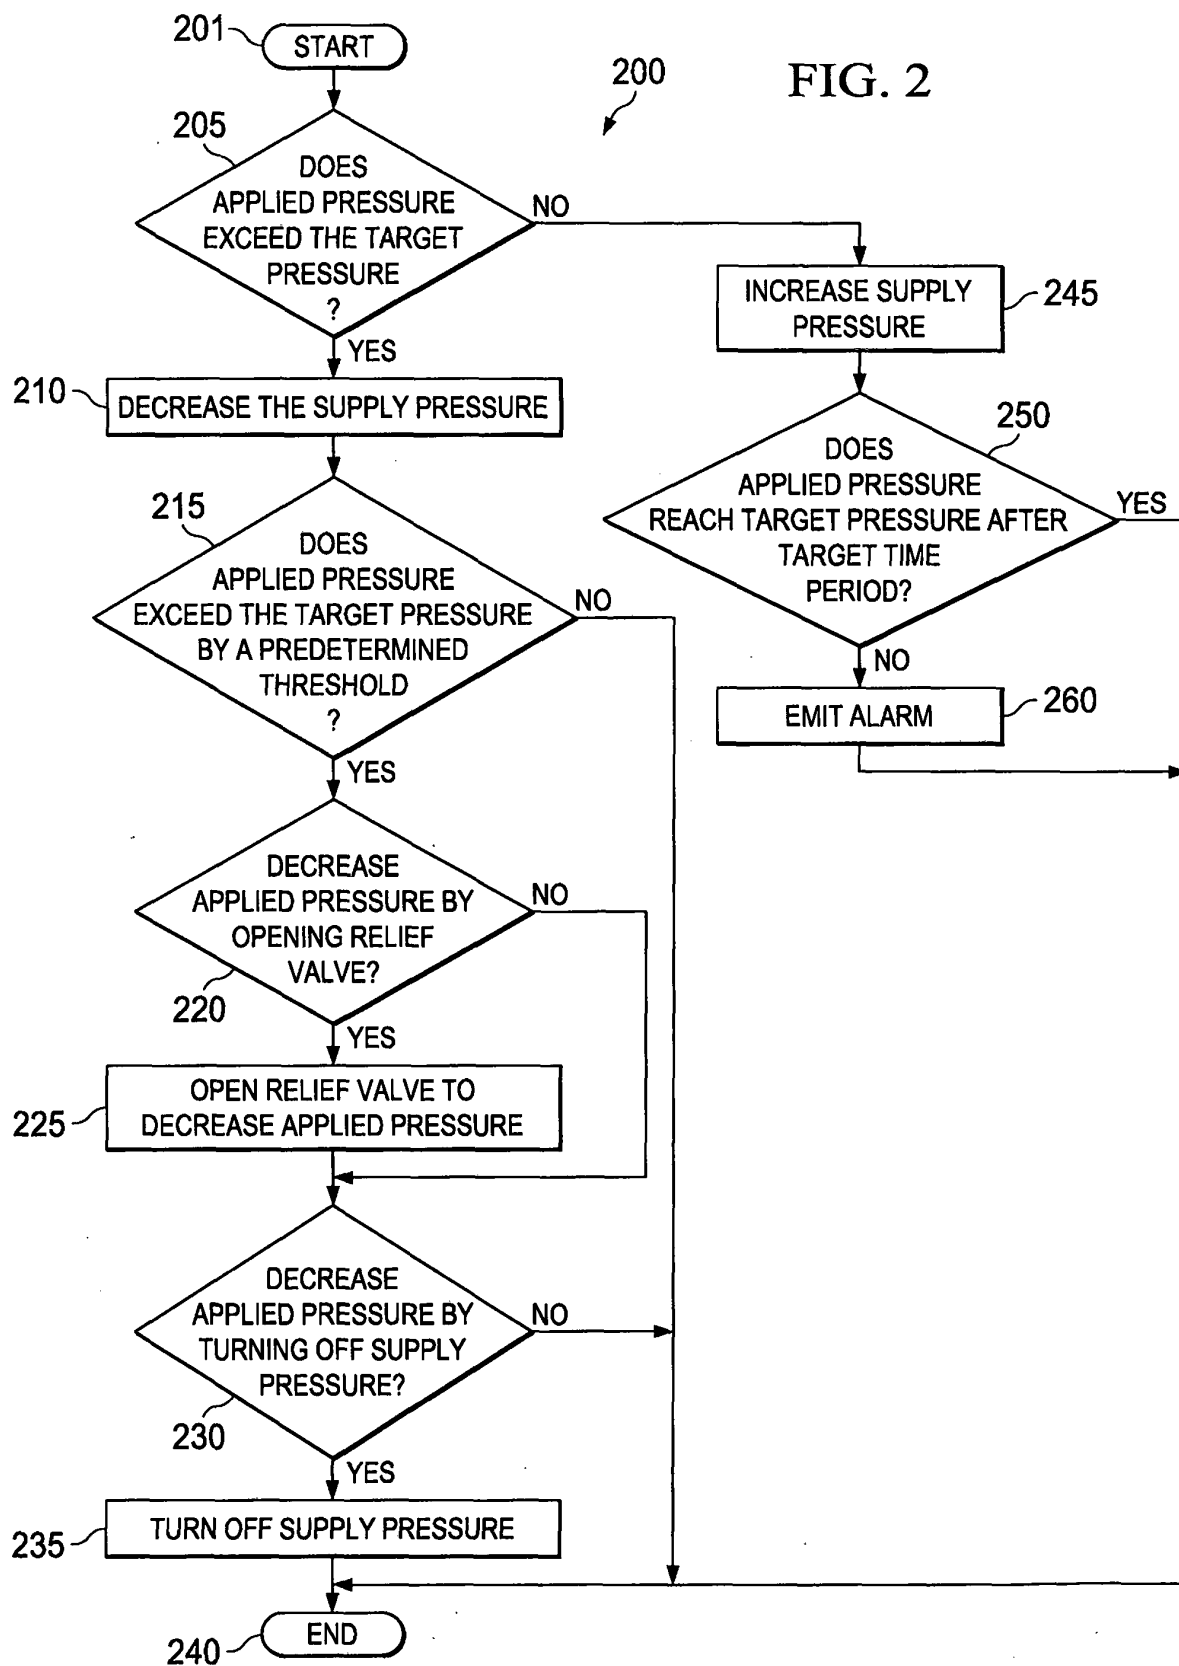 FIG. 2
200
201
START
205
DOES
APPLIED PRESSURE
EXCEED THE TARGET
PRESSURE
?
NO
YES
210
DECREASE THE SUPPLY PRESSURE
215
DOES
APPLIED PRESSURE
EXCEED THE TARGET PRESSURE
BY A PREDETERMINED
THRESHOLD
?
NO
YES
DECREASE
APPLIED PRESSURE BY
OPENING RELIEF
VALVE?
220
NO
YES
225
OPEN RELIEF VALVE TO
DECREASE APPLIED PRESSURE
DECREASE
APPLIED PRESSURE BY
TURNING OFF SUPPLY
PRESSURE?
230
NO
YES
235
TURN OFF SUPPLY PRESSURE
240
END
INCREASE SUPPLY
PRESSURE
245
250
DOES
APPLIED PRESSURE
REACH TARGET PRESSURE AFTER
TARGET TIME
PERIOD?
YES
NO
EMIT ALARM
260